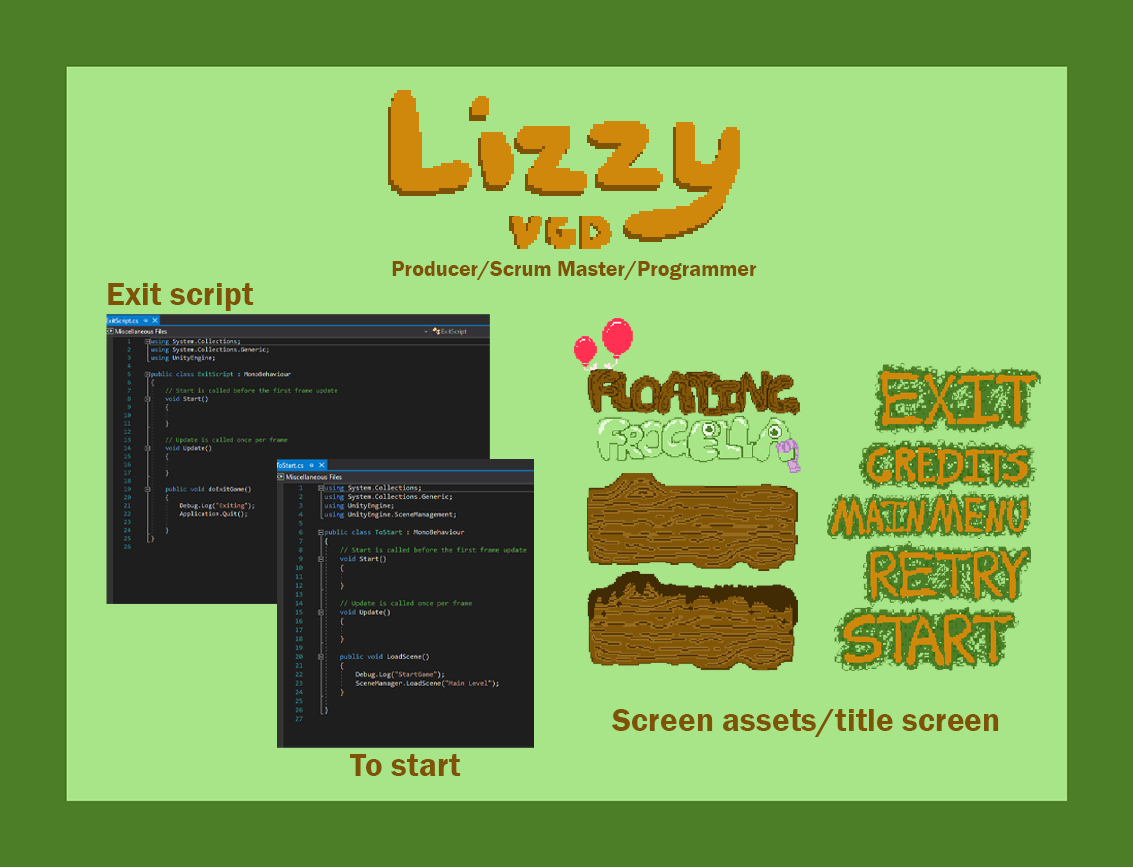 Lizzy
VGD
Producer/Scrum Master/Programmer
Exit script
ExitScript.cs
Miscellaneous Files
ExitScript
1 using System.Collections;
2 using System.Collections.Generic;
3 using UnityEngine;
4
5 public class ExitScript : MonoBehaviour
6 {
7 // Start is called before the first frame update
8 void Start()
9 {
10
11 }
12
13 // Update is called once per frame
14 void Update()
15 {
16
17 }
18
19 public void doExitGame()
20 {
21 Debug.Log("Exiting");
22 Application.Quit();
23
24 }
25 }
26
ToStart.cs
Miscellaneous Files
1 using System.Collections;
2 using System.Collections.Generic;
3 using UnityEngine;
4 using UnityEngine.SceneManagement;
5
6 public class ToStart : MonoBehaviour
7 {
8 // Start is called before the first frame update
9 void Start()
10 {
11
12 }
13
14 // Update is called once per frame
15 void Update()
16 {
17
18 }
19
20 public void LoadScene()
21 {
22 Debug.Log("StartGame");
23 SceneManager.LoadScene("Main Level");
24 }
25
26 }
27
To start
FLOATING
FROGELLA
EXIT
CREDITS
MAIN MENU
RETRY
START
Screen assets/title screen